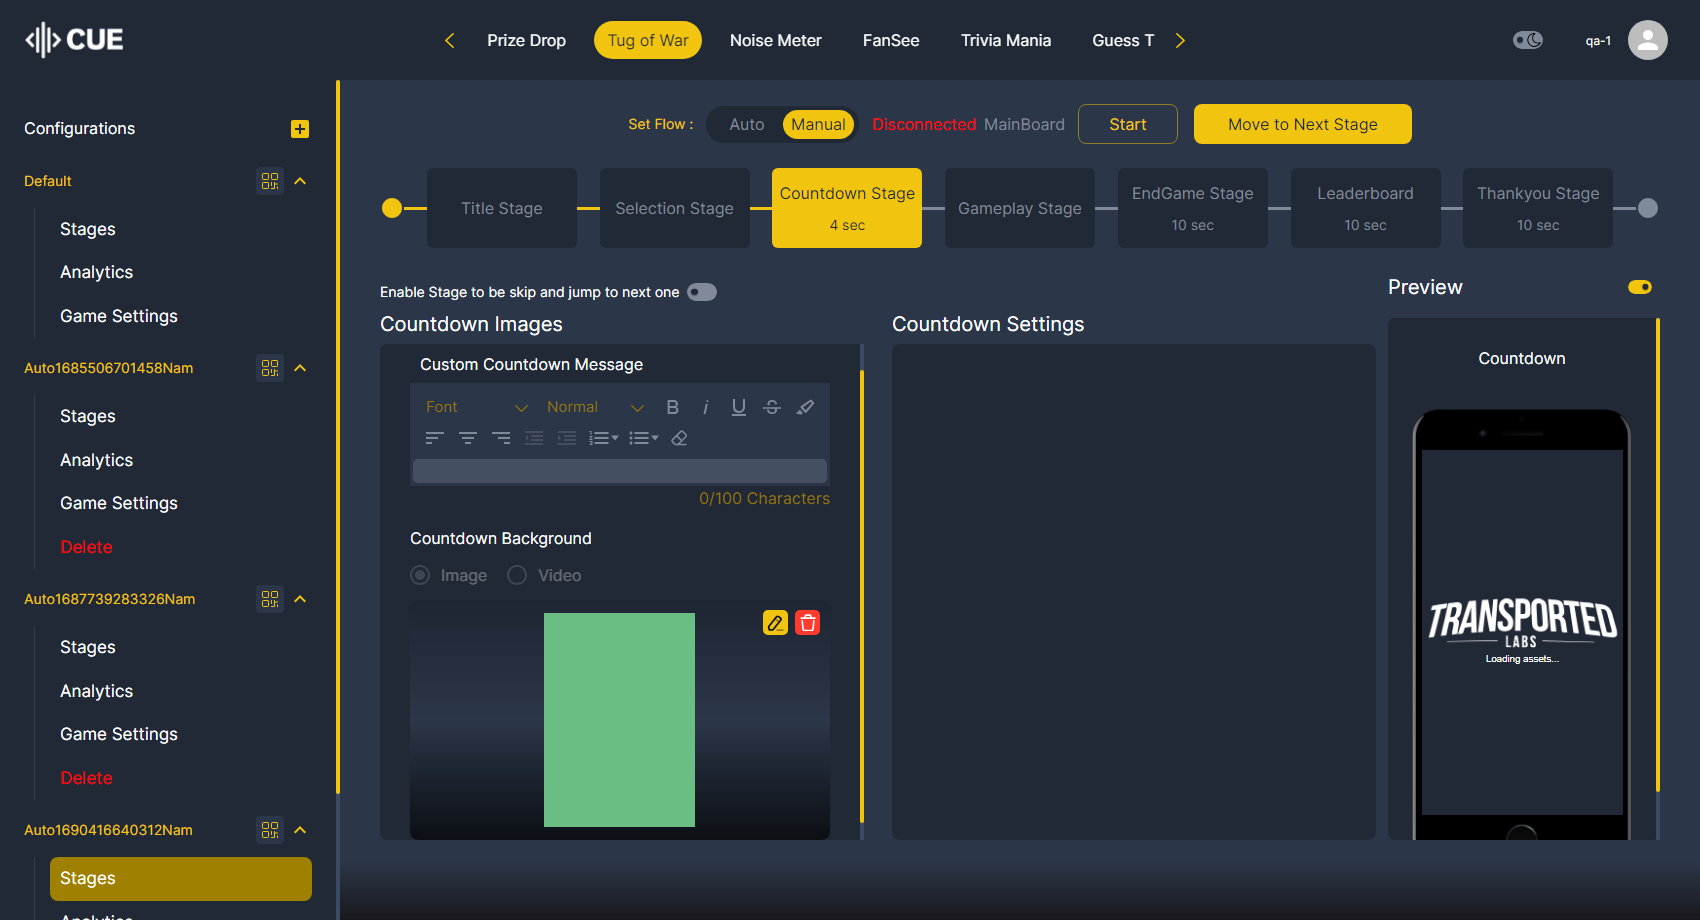 CUE
Prize Drop
Tug of War
Noise Meter
FanSee
Trivia Mania
Guess T
qa-1
Configurations
Default
Stages
Analytics
Game Settings
Auto1685506701458Nam
Stages
Analytics
Game Settings
Delete
Auto1687739283326Nam
Stages
Analytics
Game Settings
Delete
Auto1690416640312Nam
Stages
Analytics
Set Flow :
Auto
Manual
Disconnected MainBoard
Start
Move to Next Stage
Title Stage
Selection Stage
Countdown Stage
4 sec
Gameplay Stage
EndGame Stage
10 sec
Leaderboard
10 sec
Thankyou Stage
10 sec
Enable Stage to be skip and jump to next one
Countdown Images
Custom Countdown Message
Font
Normal
B
i
U
S
0/100 Characters
Countdown Background
Image
Video
Countdown Settings
Preview
Countdown
TRANSPORTED
LABS
Loading assets...